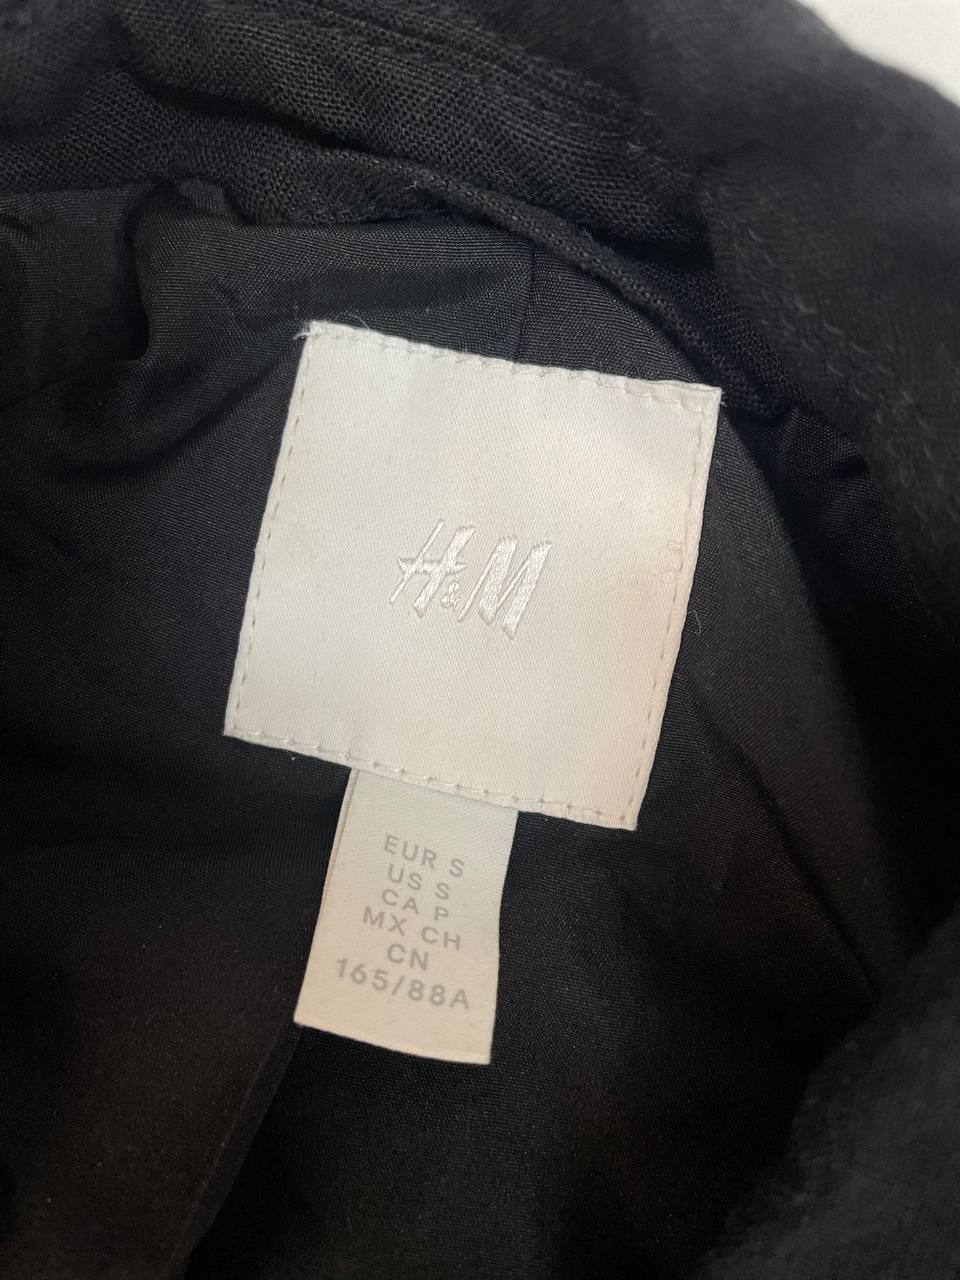 H&M
EUR S
US S
CA P
MX CH
CN
165/88A